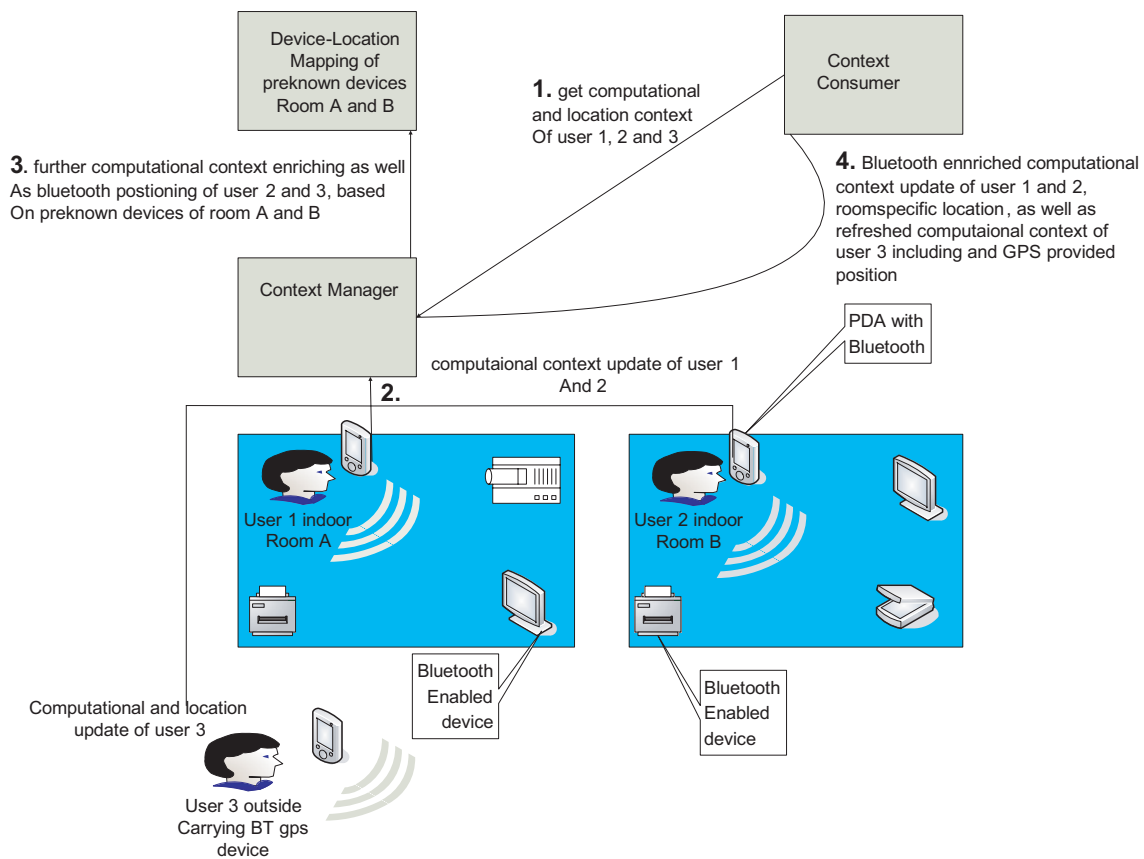 Device-Location
Mapping of
preknown devices
Room A and B
Context
Consumer
1. get computational
and location context
Of user 1, 2 and 3
3. further computational context enriching as well
As bluetooth postioning of user 2 and 3, based
On preknown devices of room A and B
4. Bluetooth ennriched computational
context update of user 1 and 2,
roomspecific location, as well as
refreshed computaional context of
user 3 including and GPS provided
position
Context Manager
PDA with
Bluetooth
computaional context update of user 1
And 2
2.
User 1 indoor
Room A
User 2 indoor
Room B
Bluetooth
Enabled
device
Bluetooth
Enabled
device
Computational and location
update of user 3
User 3 outside
Carrying BT gps
device